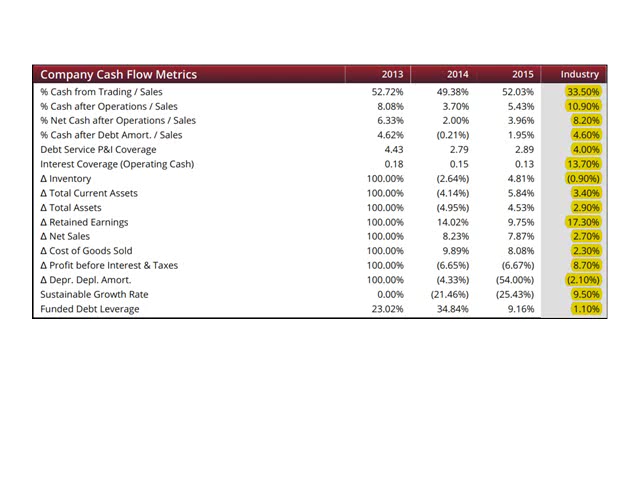 Company Cash Flow Metrics 2013 2014 2015 Industry
% Cash from Trading / Sales 52.72% 49.38% 52.03% 33.50%
% Cash after Operations / Sales 8.08% 3.70% 5.43% 10.90%
% Net Cash after Operations / Sales 6.33% 2.00% 3.96% 8.20%
% Cash after Debt Amort. / Sales 4.62% (0.21%) 1.95% 4.60%
Debt Service P&I Coverage 4.43 2.79 2.89 4.00%
Interest Coverage (Operating Cash) 0.18 0.15 0.13 13.70%
Δ Inventory 100.00% (2.64%) 4.81% (0.90%)
Δ Total Current Assets 100.00% (4.14%) 5.84% 3.40%
Δ Total Assets 100.00% (4.95%) 4.53% 2.90%
Δ Retained Earnings 100.00% 14.02% 9.75% 17.30%
Δ Net Sales 100.00% 8.23% 7.87% 2.70%
Δ Cost of Goods Sold 100.00% 9.89% 8.08% 2.30%
Δ Profit before Interest & Taxes 100.00% (6.65%) (6.67%) 8.70%
Δ Depr. Depl. Amort. 100.00% (4.33%) (54.00%) (2.10%)
Sustainable Growth Rate 0.00% (21.46%) (25.43%) 9.50%
Funded Debt Leverage 23.02% 34.84% 9.16% 1.10%